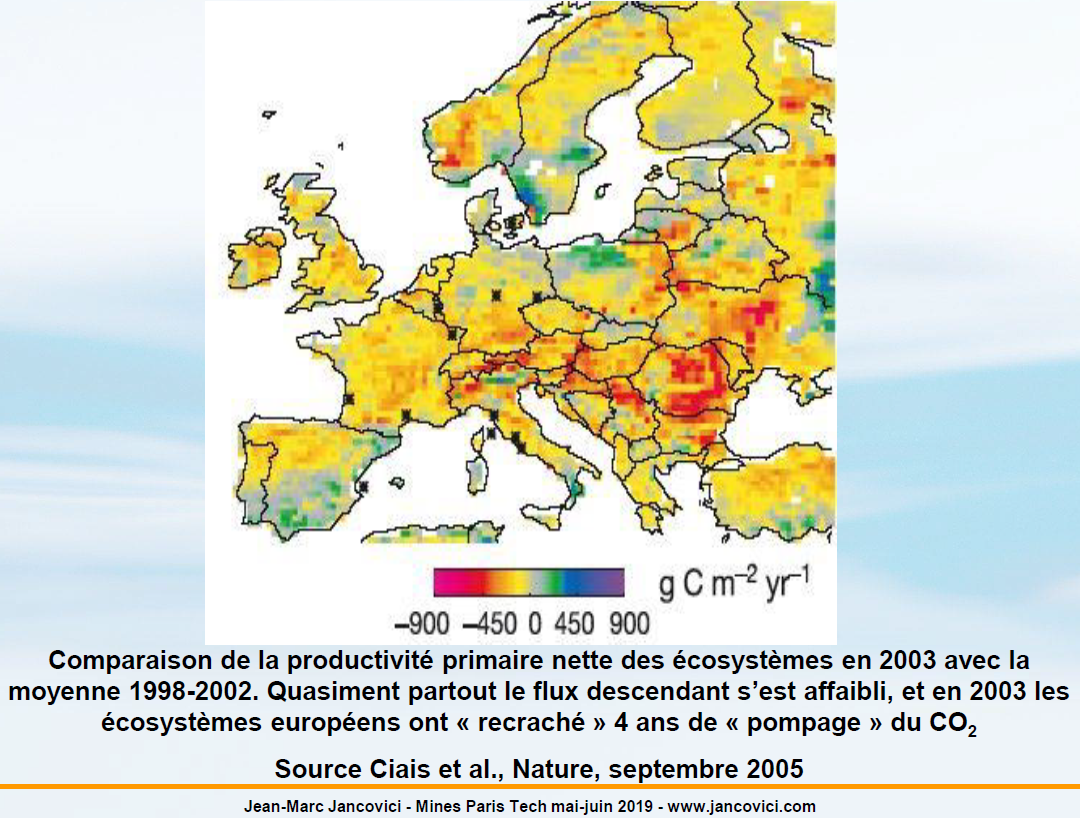 g C m⁻² yr⁻¹
−900 −450 0 450 900
Comparaison de la productivité primaire nette des écosystèmes en 2003 avec la
moyenne 1998-2002. Quasiment partout le flux descendant s’est affaibli, et en 2003 les
écosystèmes européens ont « recraché » 4 ans de « pompage » du CO₂
Source Ciais et al., Nature, septembre 2005
Jean-Marc Jancovici - Mines Paris Tech mai-juin 2019 - www.jancovici.com